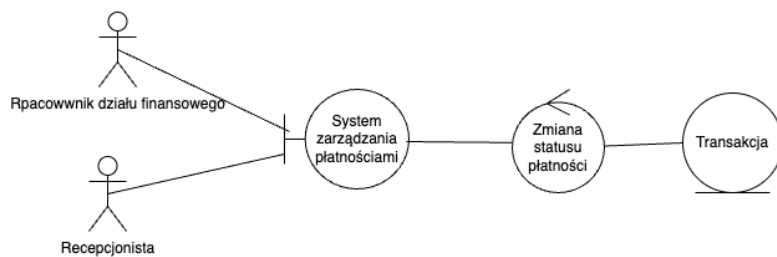 Rpacowwnik działu finansowego
System
zarządzania
płatnościami
Zmiana
statusu
płatności
Transakcja
Recepcjonista